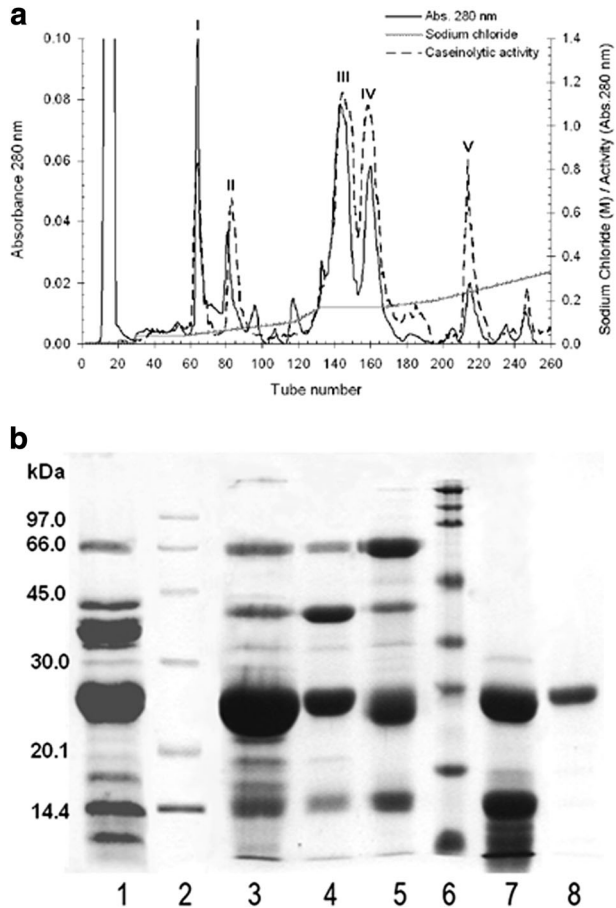 a
Abs. 280 nm
Sodium chloride
Caseinolytic activity
I
II
III
IV
V
Absorbance 280 nm
0.10
0.08
0.06
0.04
0.02
0.00
Sodium Chloride (M) / Activity (Abs.280 nm)
1.4
1.2
1.0
0.8
0.6
0.4
0.2
0.0
0 20 40 60 80 100 120 140 160 180 200 220 240 260
Tube number
b
kDa
97.0
66.0
45.0
30.0
20.1
14.4
1 2 3 4 5 6 7 8